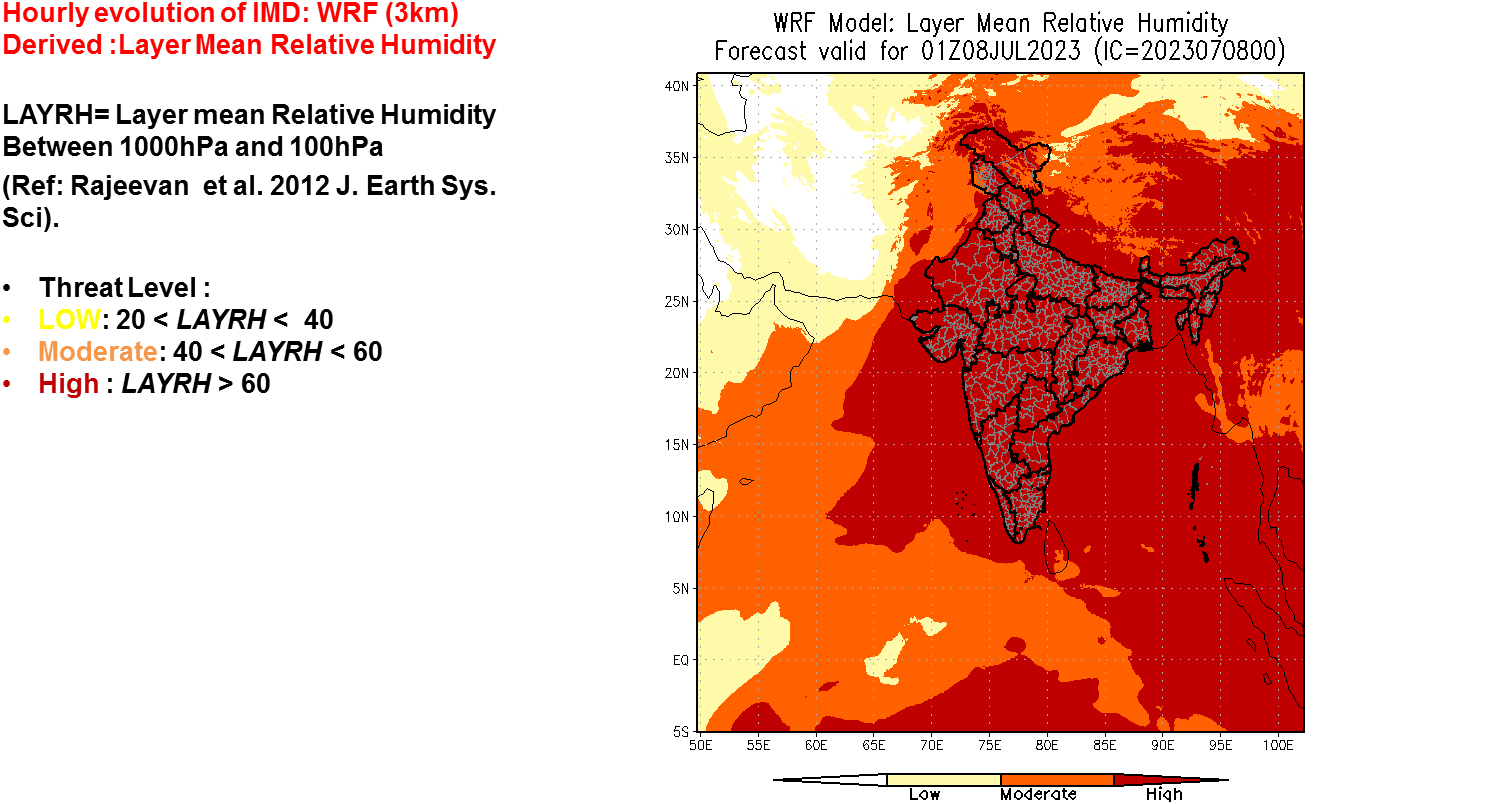 Hourly evolution of IMD: WRF (3km)
Derived :Layer Mean Relative Humidity
LAYRH= Layer mean Relative Humidity
Between 1000hPa and 100hPa
(Ref: Rajeevan et al. 2012 J. Earth Sys.
Sci).
• Threat Level :
• LOW: 20 < LAYRH < 40
• Moderate: 40 < LAYRH < 60
• High : LAYRH > 60
WRF Model: Layer Mean Relative Humidity
Forecast valid for 01Z08JUL2023 (IC=2023070800)
40N
35N
30N
25N
20N
15N
10N
5N
EQ
5S
50E 55E 60E 65E 70E 75E 80E 85E 90E 95E 100E
Low Moderate High